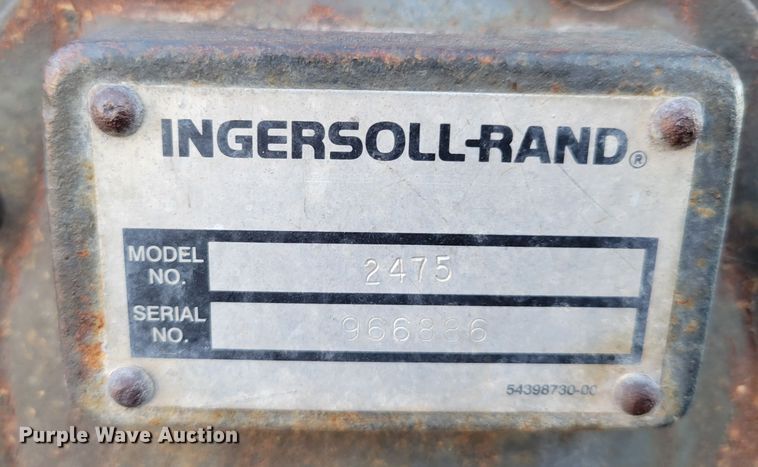 INGERSOLL-RAND®
MODEL NO. 2475
SERIAL NO. 966886
54398730-00
Purple Wave Auction